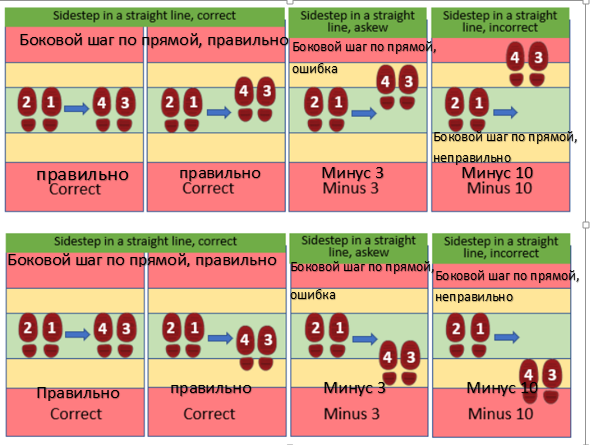 Sidestep in a straight line, correct
Sidestep in a straight
line, askew
Sidestep in a straight
line, incorrect
Боковой шаг по прямой, правильно
Боковой шаг по прямой,
ошибка
4 3
2 1 4 3
2 1 4 3
2 1 4 3
2 1
Боковой шаг по прямой,
неправильно
правильно
Correct
правильно
Correct
Минус 3
Minus 3
Минус 10
Minus 10
Sidestep in a straight line, correct
Sidestep in a straight
line, askew
Sidestep in a straight
line, incorrect
Боковой шаг по прямой, правильно
Боковой шаг по прямой,
ошибка
Боковой шаг по прямой,
неправильно
2 1 4 3
2 1 4 3
2 1 4 3
2 1 4 3
Правильно
Correct
правильно
Correct
Минус 3
Minus 3
Минус 10
Minus 10